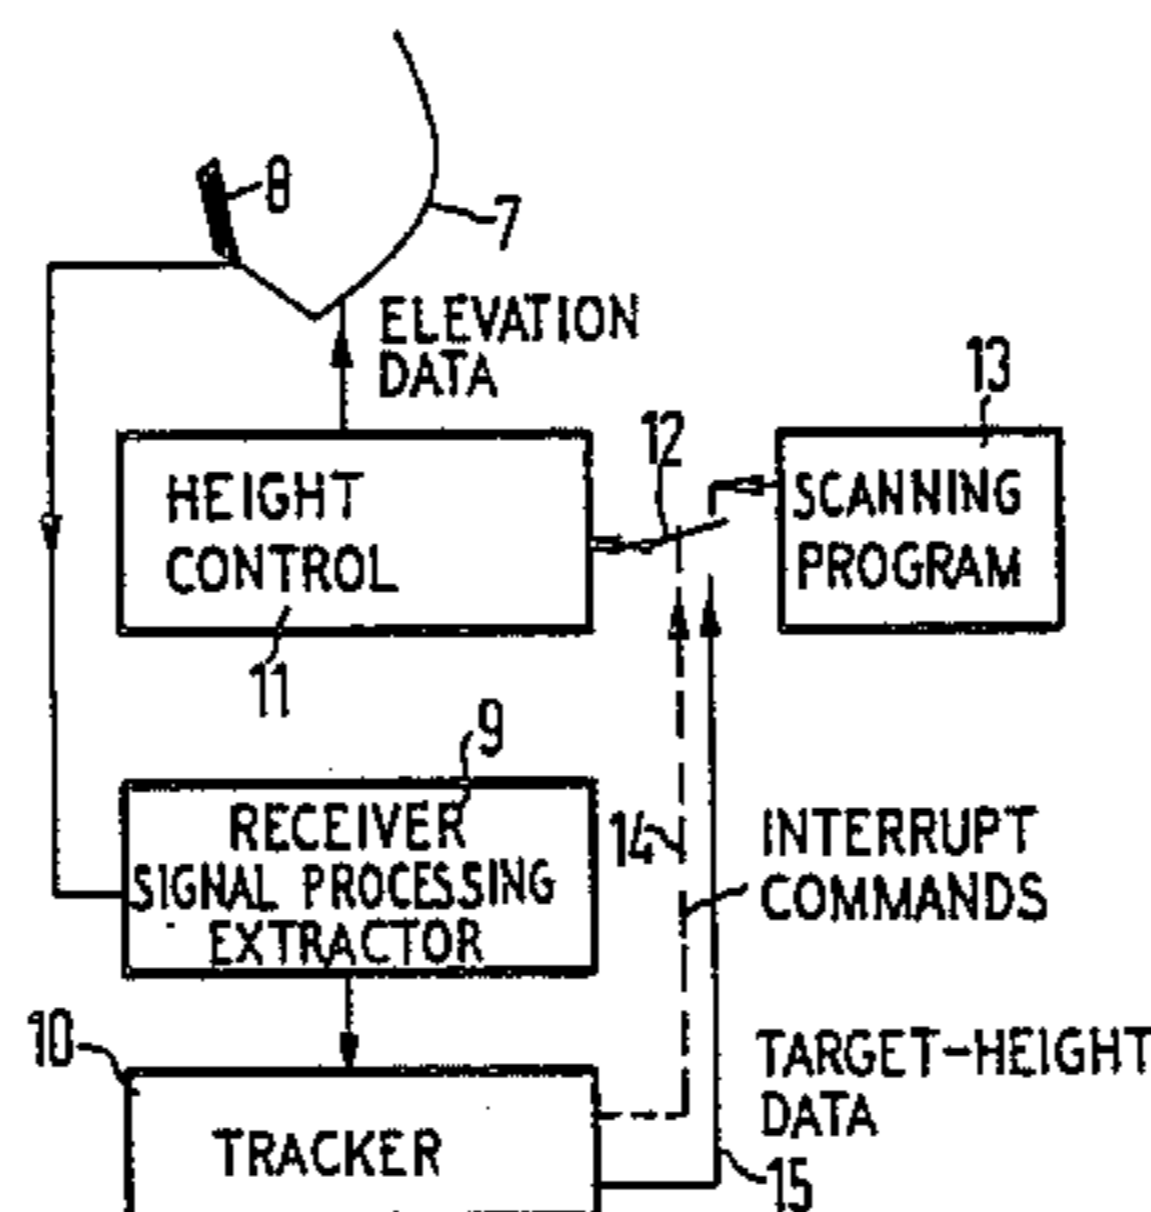 8
7
ELEVATION
DATA
13
12
HEIGHT
CONTROL
SCANNING
PROGRAM
11
9
RECEIVER
SIGNAL PROCESSING
EXTRACTOR
14
INTERRUPT
COMMANDS
10
TARGET-HEIGHT
DATA
TRACKER
15